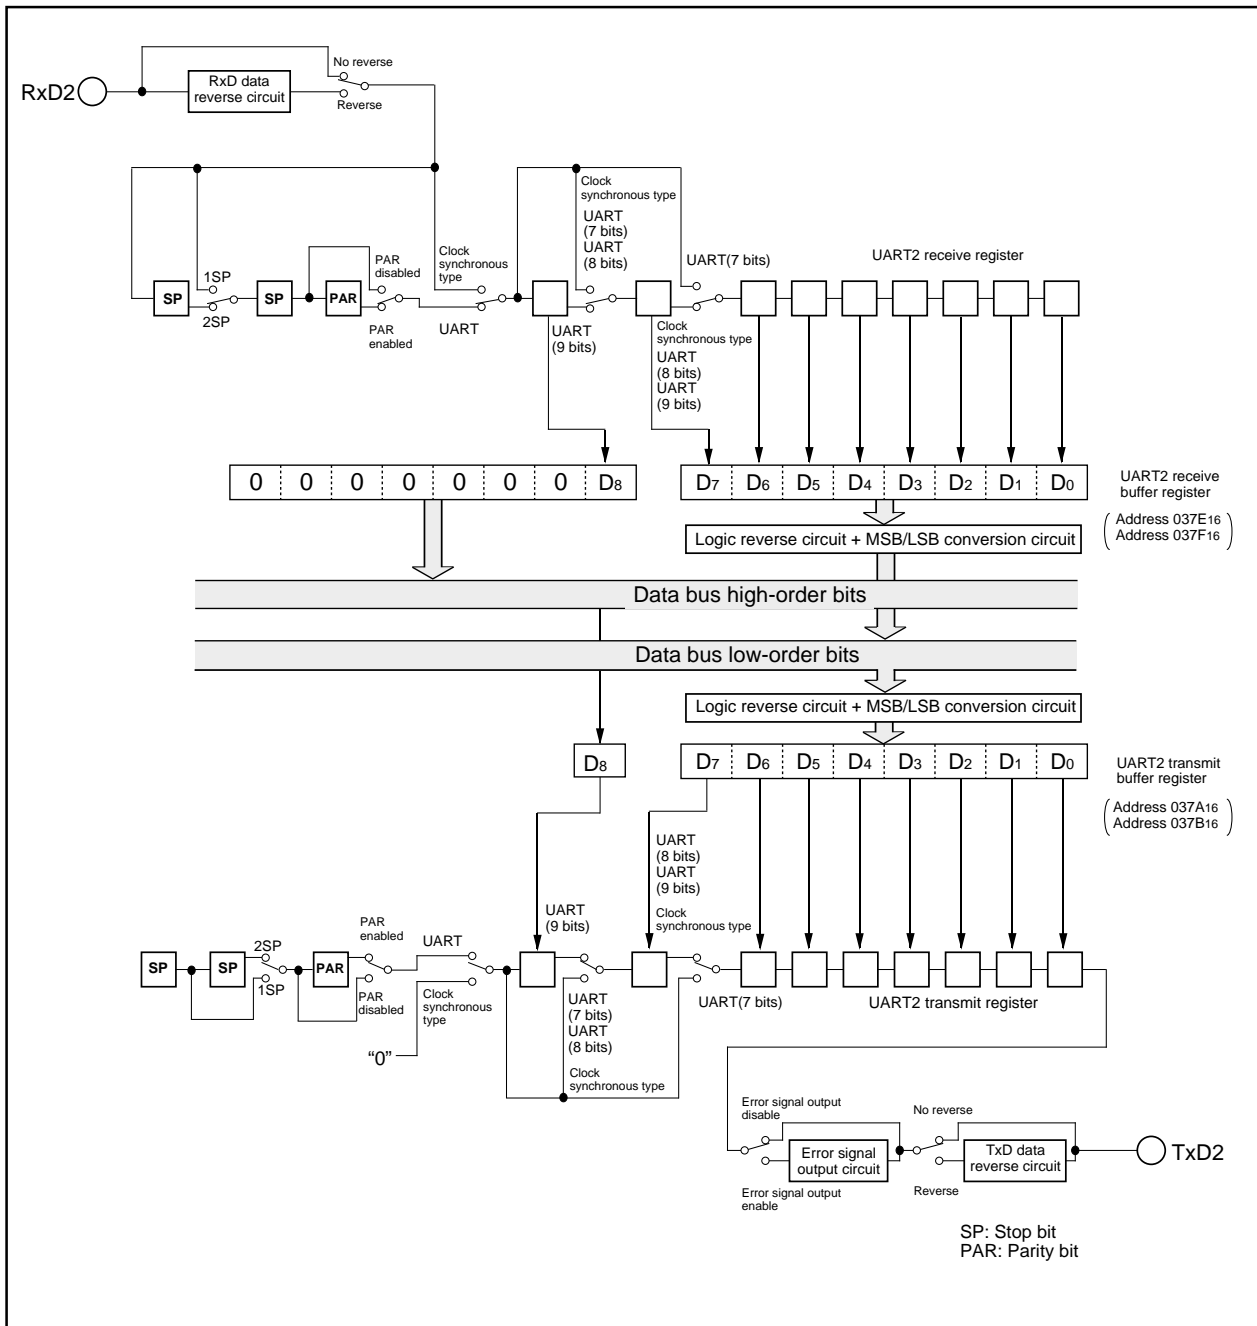 No reverse
RxD2
RxD data
reverse circuit
Reverse
Clock
synchronous type
UART
(7 bits)
UART
(8 bits)
1SP
PAR
disabled
Clock
synchronous
type
UART(7 bits)
UART2 receive register
SP
SP
PAR
2SP
PAR
enabled
UART
UART
(9 bits)
Clock
synchronous type
UART
(8 bits)
UART
(9 bits)
0 0 0 0 0 0 0 D8
D7 D6 D5 D4 D3 D2 D1 D0
UART2 receive
buffer register
Address 037E16
Address 037F16
Logic reverse circuit + MSB/LSB conversion circuit
Data bus high-order bits
Data bus low-order bits
Logic reverse circuit + MSB/LSB conversion circuit
D8
D7 D6 D5 D4 D3 D2 D1 D0
UART2 transmit
buffer register
Address 037A16
Address 037B16
UART
(8 bits)
UART
(9 bits)
Clock
synchronous type
UART
(9 bits)
PAR
enabled
UART
2SP
SP
SP
PAR
1SP
PAR
disabled
Clock
synchronous
type
"0"
UART
(7 bits)
UART
(8 bits)
Clock
synchronous type
UART(7 bits)
UART2 transmit register
Error signal output
disable
No reverse
Error signal
output circuit
TxD data
reverse circuit
TxD2
Error signal output
enable
Reverse
SP: Stop bit
PAR: Parity bit